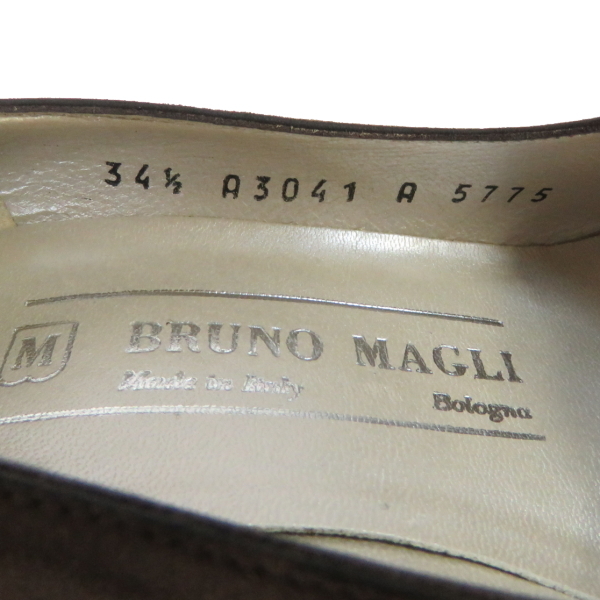 34½ A3041 A 5775
M BRUNO MAGLI
Made in Italy Bologna